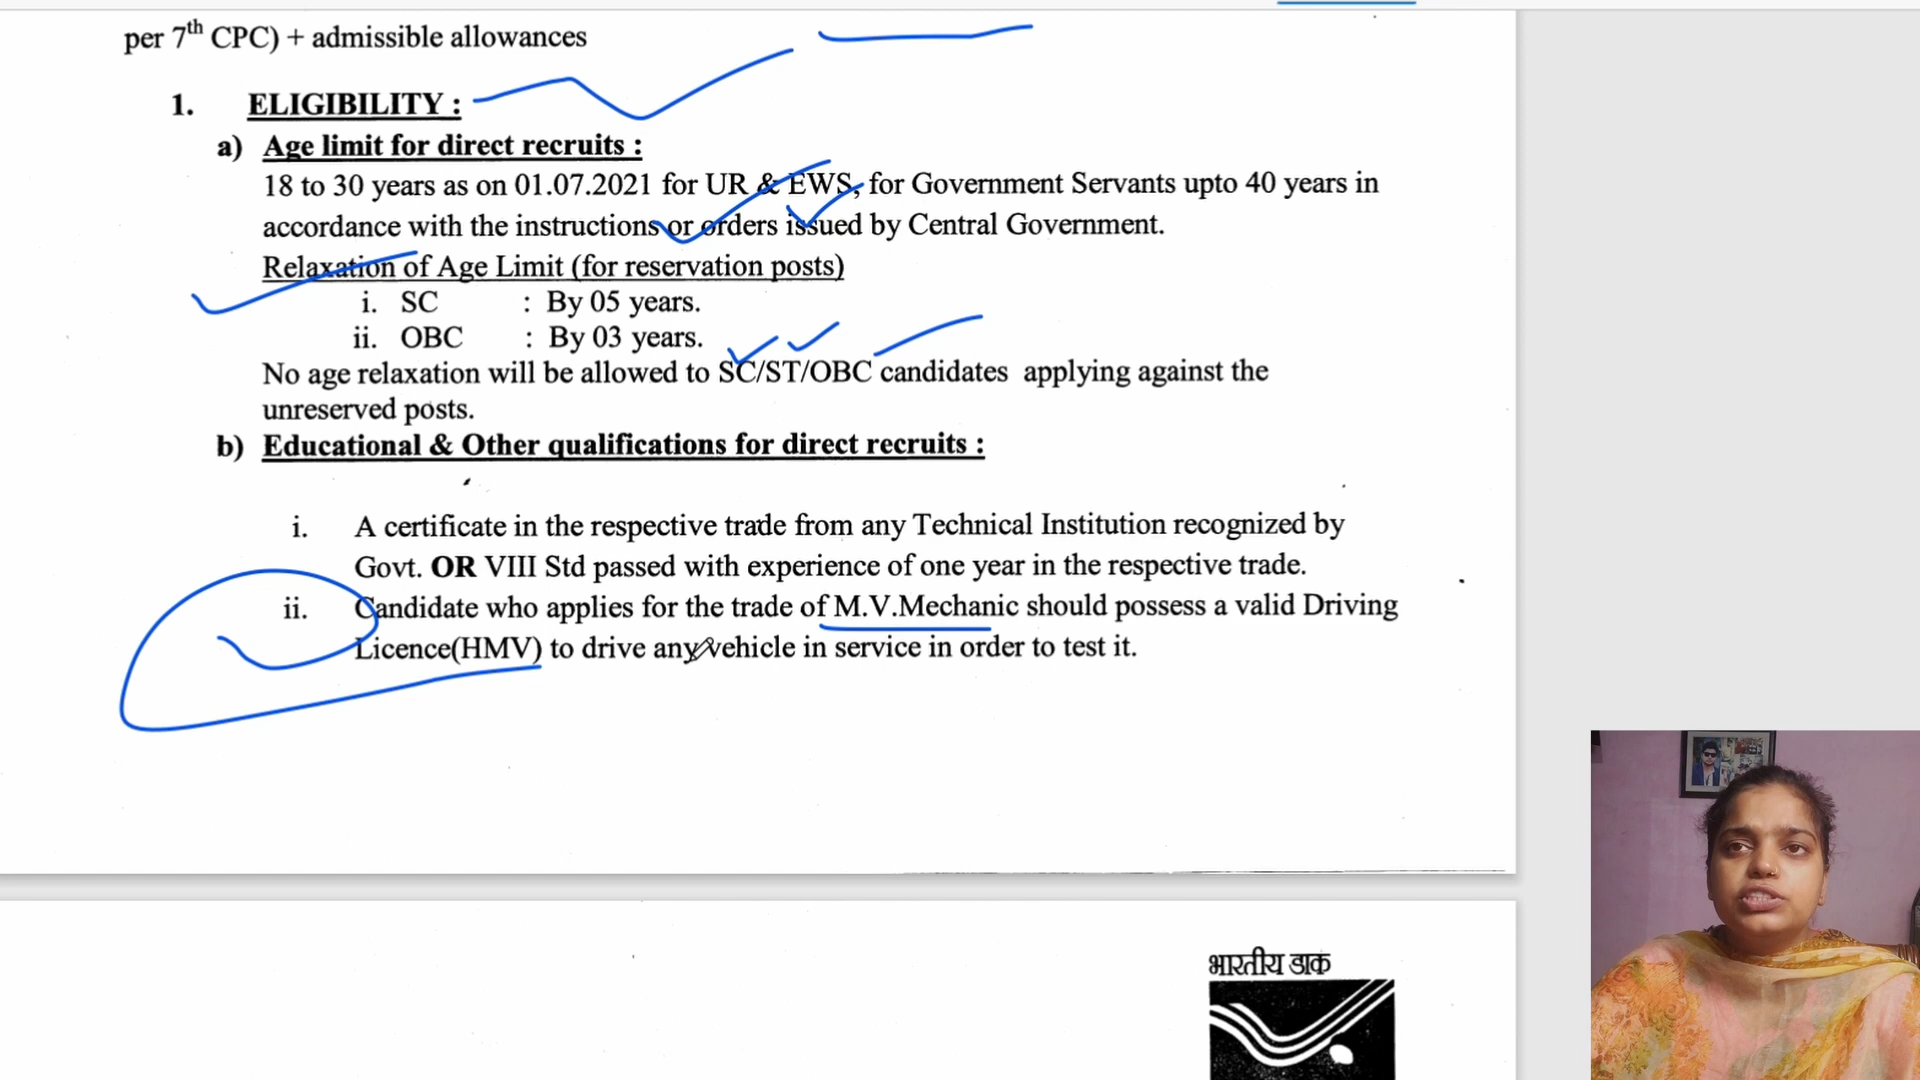 per 7th CPC) + admissible allowances
1. ELIGIBILITY :
a) Age limit for direct recruits :
18 to 30 years as on 01.07.2021 for UR & EWS, for Government Servants upto 40 years in
accordance with the instructions or orders issued by Central Government.
Relaxation of Age Limit (for reservation posts)
i. SC : By 05 years.
ii. OBC : By 03 years.
No age relaxation will be allowed to SC/ST/OBC candidates applying against the
unreserved posts.
b) Educational & Other qualifications for direct recruits :
i. A certificate in the respective trade from any Technical Institution recognized by
Govt. OR VIII Std passed with experience of one year in the respective trade.
ii. Candidate who applies for the trade of M.V.Mechanic should possess a valid Driving
Licence(HMV) to drive any vehicle in service in order to test it.
भारतीय डाक